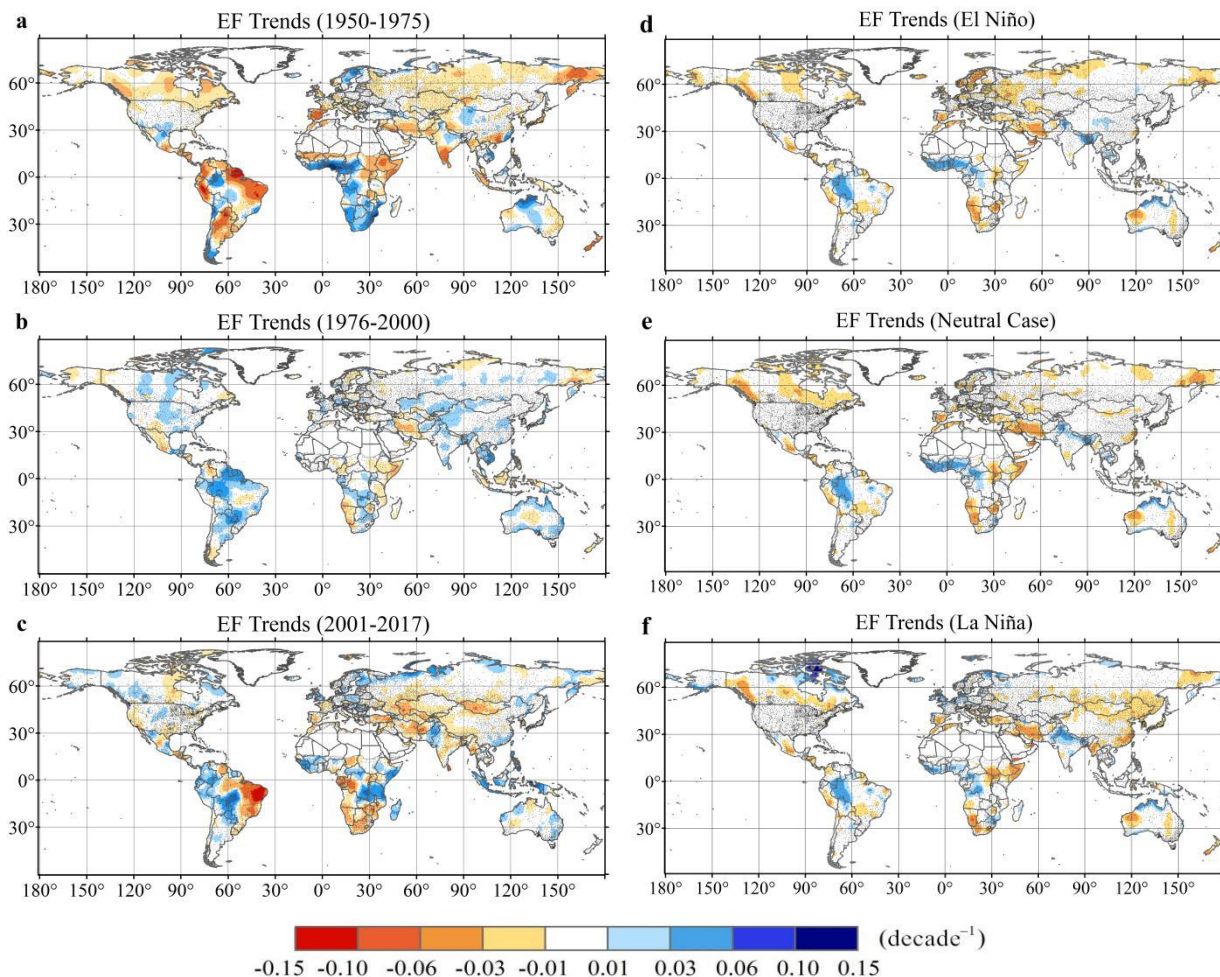 a
EF Trends (1950-1975)
60°
30°
0°
30°
180° 150° 120° 90° 60° 30° 0° 30° 60° 90° 120° 150° 180°
b
EF Trends (1976-2000)
60°
30°
0°
30°
180° 150° 120° 90° 60° 30° 0° 30° 60° 90° 120° 150° 180°
c
EF Trends (2001-2017)
60°
30°
0°
30°
180° 150° 120° 90° 60° 30° 0° 30° 60° 90° 120° 150° 180°
d
EF Trends (El Niño)
60°
30°
0°
30°
180° 150° 120° 90° 60° 30° 0° 30° 60° 90° 120° 150°
e
EF Trends (Neutral Case)
60°
30°
0°
30°
180° 150° 120° 90° 60° 30° 0° 30° 60° 90° 120° 150°
f
EF Trends (La Niña)
60°
30°
0°
30°
180° 150° 120° 90° 60° 30° 0° 30° 60° 90° 120° 150°
(decade⁻¹)
-0.15 -0.10 -0.06 -0.03 -0.01 0.01 0.03 0.06 0.10 0.15